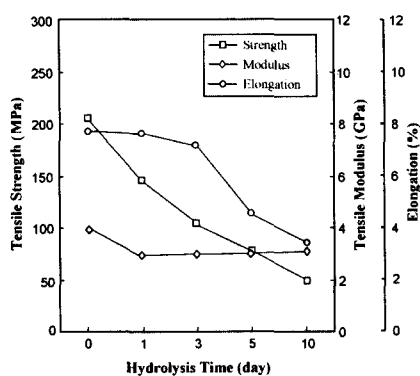 300
250
200
150
100
50
0
Tensile Strength (MPa)
Strength
Modulus
Elongation
12
10
8
6
4
2
0
Tensile Modulus (GPa)
12
10
8
6
4
2
0
Elongation (%)
0 1 3 5 10
Hydrolysis Time (day)